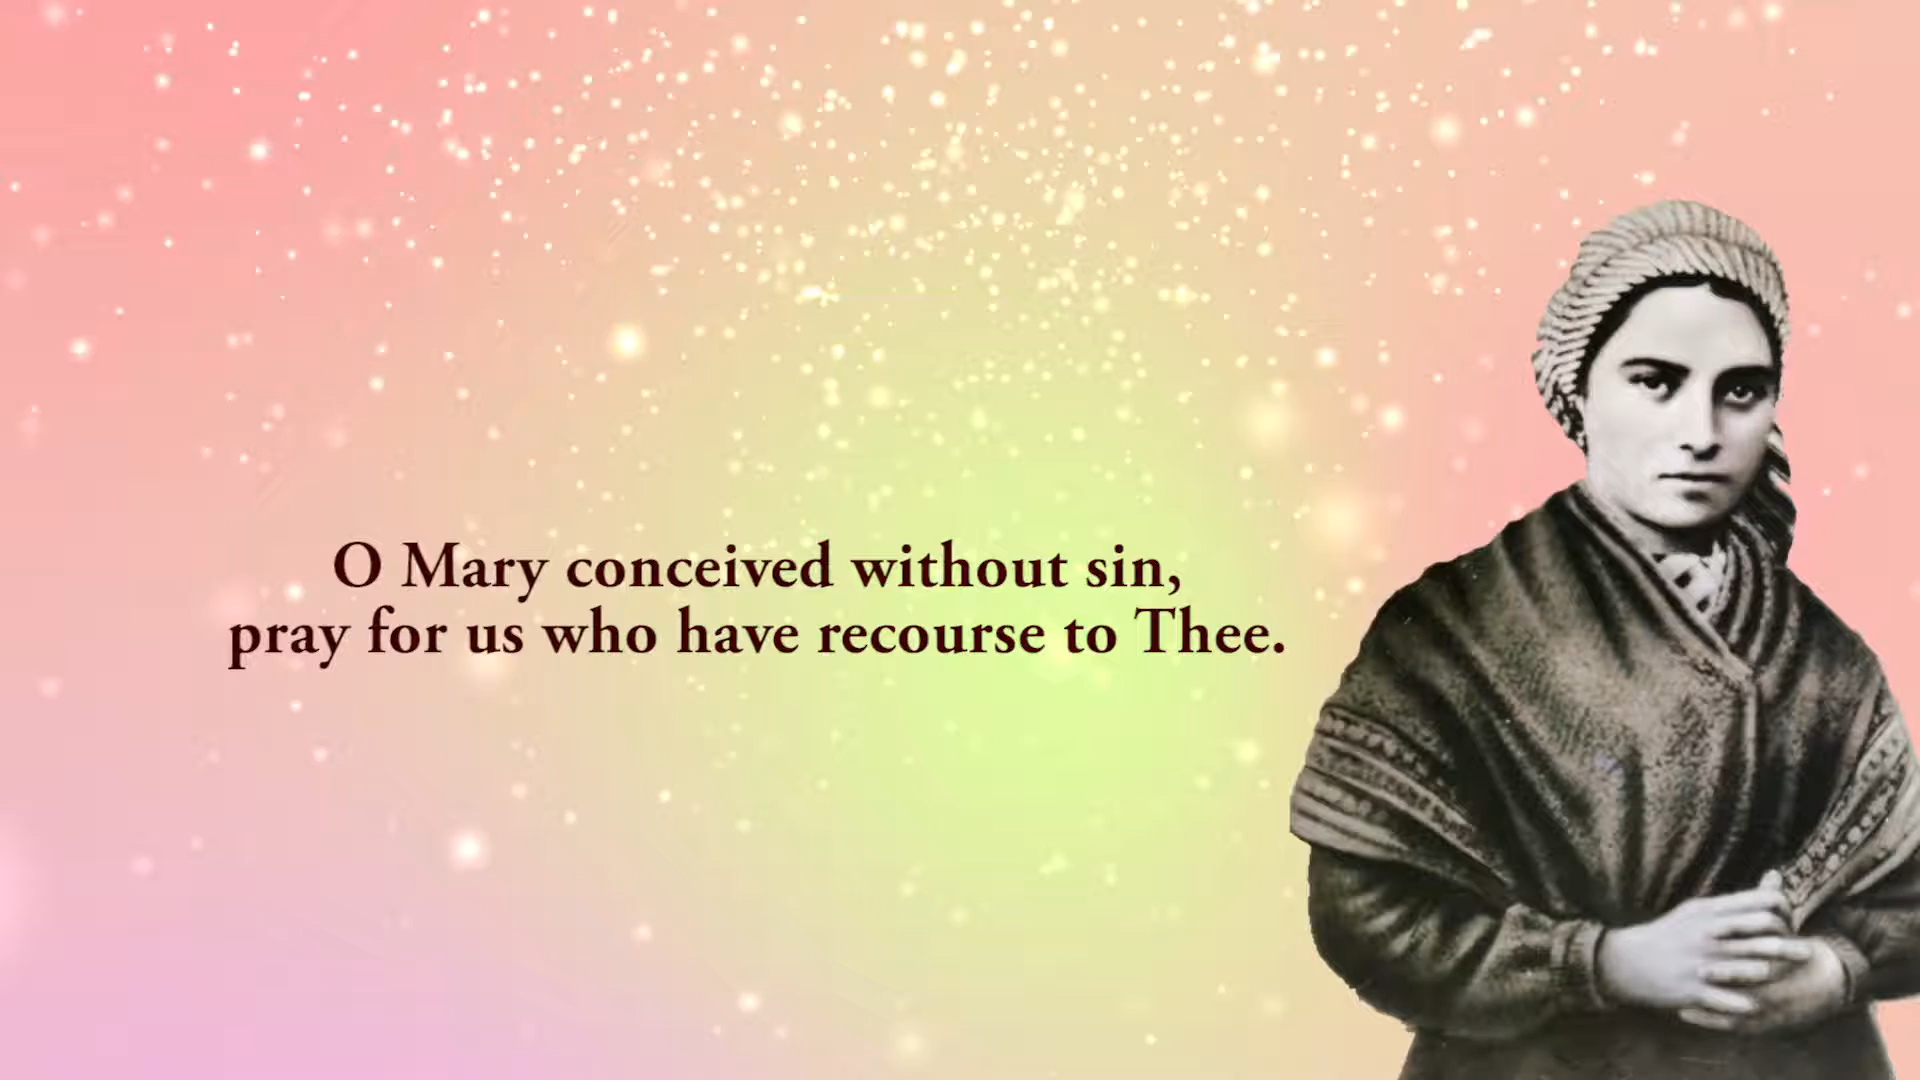 O Mary conceived without sin,
pray for us who have recourse to Thee.